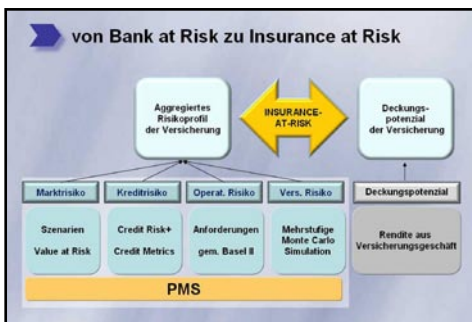 von Bank at Risk zu Insurance at Risk
Aggregiertes
Risikoprofil
der Versicherung
INSURANCE-
AT-RISK
Deckungs-
potenzial
der Versicherung
Marktrisiko
Kreditrisiko
Operat. Risiko
Vers. Risiko
Deckungspotenzial
Szenarien
Value at Risk
Credit Risk+
Credit Metrics
Anforderungen
gem. Basel II
Mehrstufige
Monte Carlo
Simulation
Rendite aus
Versicherungsgeschäft
PMS